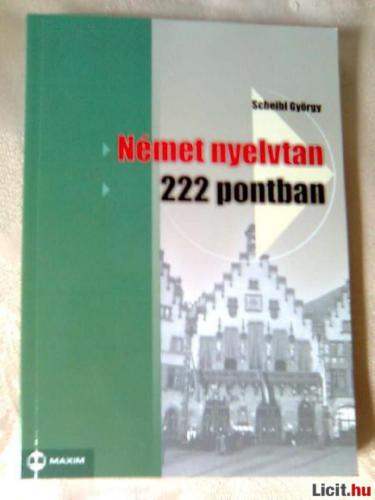 Scheibl György
Német nyelvtan
222 pontban
MAXIM
Licit.hu